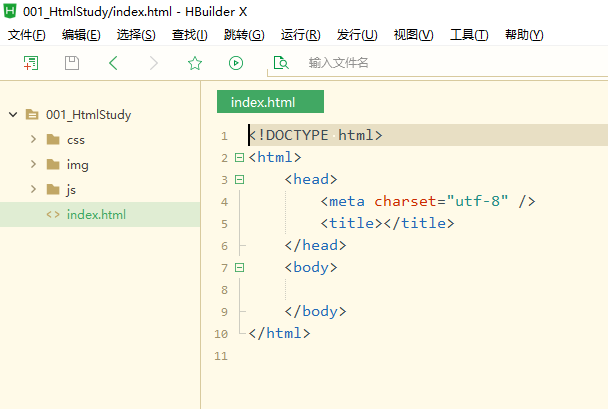 001_HtmlStudy/index.html - HBuilder X
文件(F) 编辑(E) 选择(S) 查找(I) 跳转(G) 运行(R) 发行(U) 视图(V) 工具(T) 帮助(Y)
输入文件名
001_HtmlStudy
css
img
js
index.html
index.html
1 <!DOCTYPE html>
2 <html>
3 <head>
4 <meta charset="utf-8" />
5 <title></title>
6 </head>
7 <body>
8
9 </body>
10 </html>
11